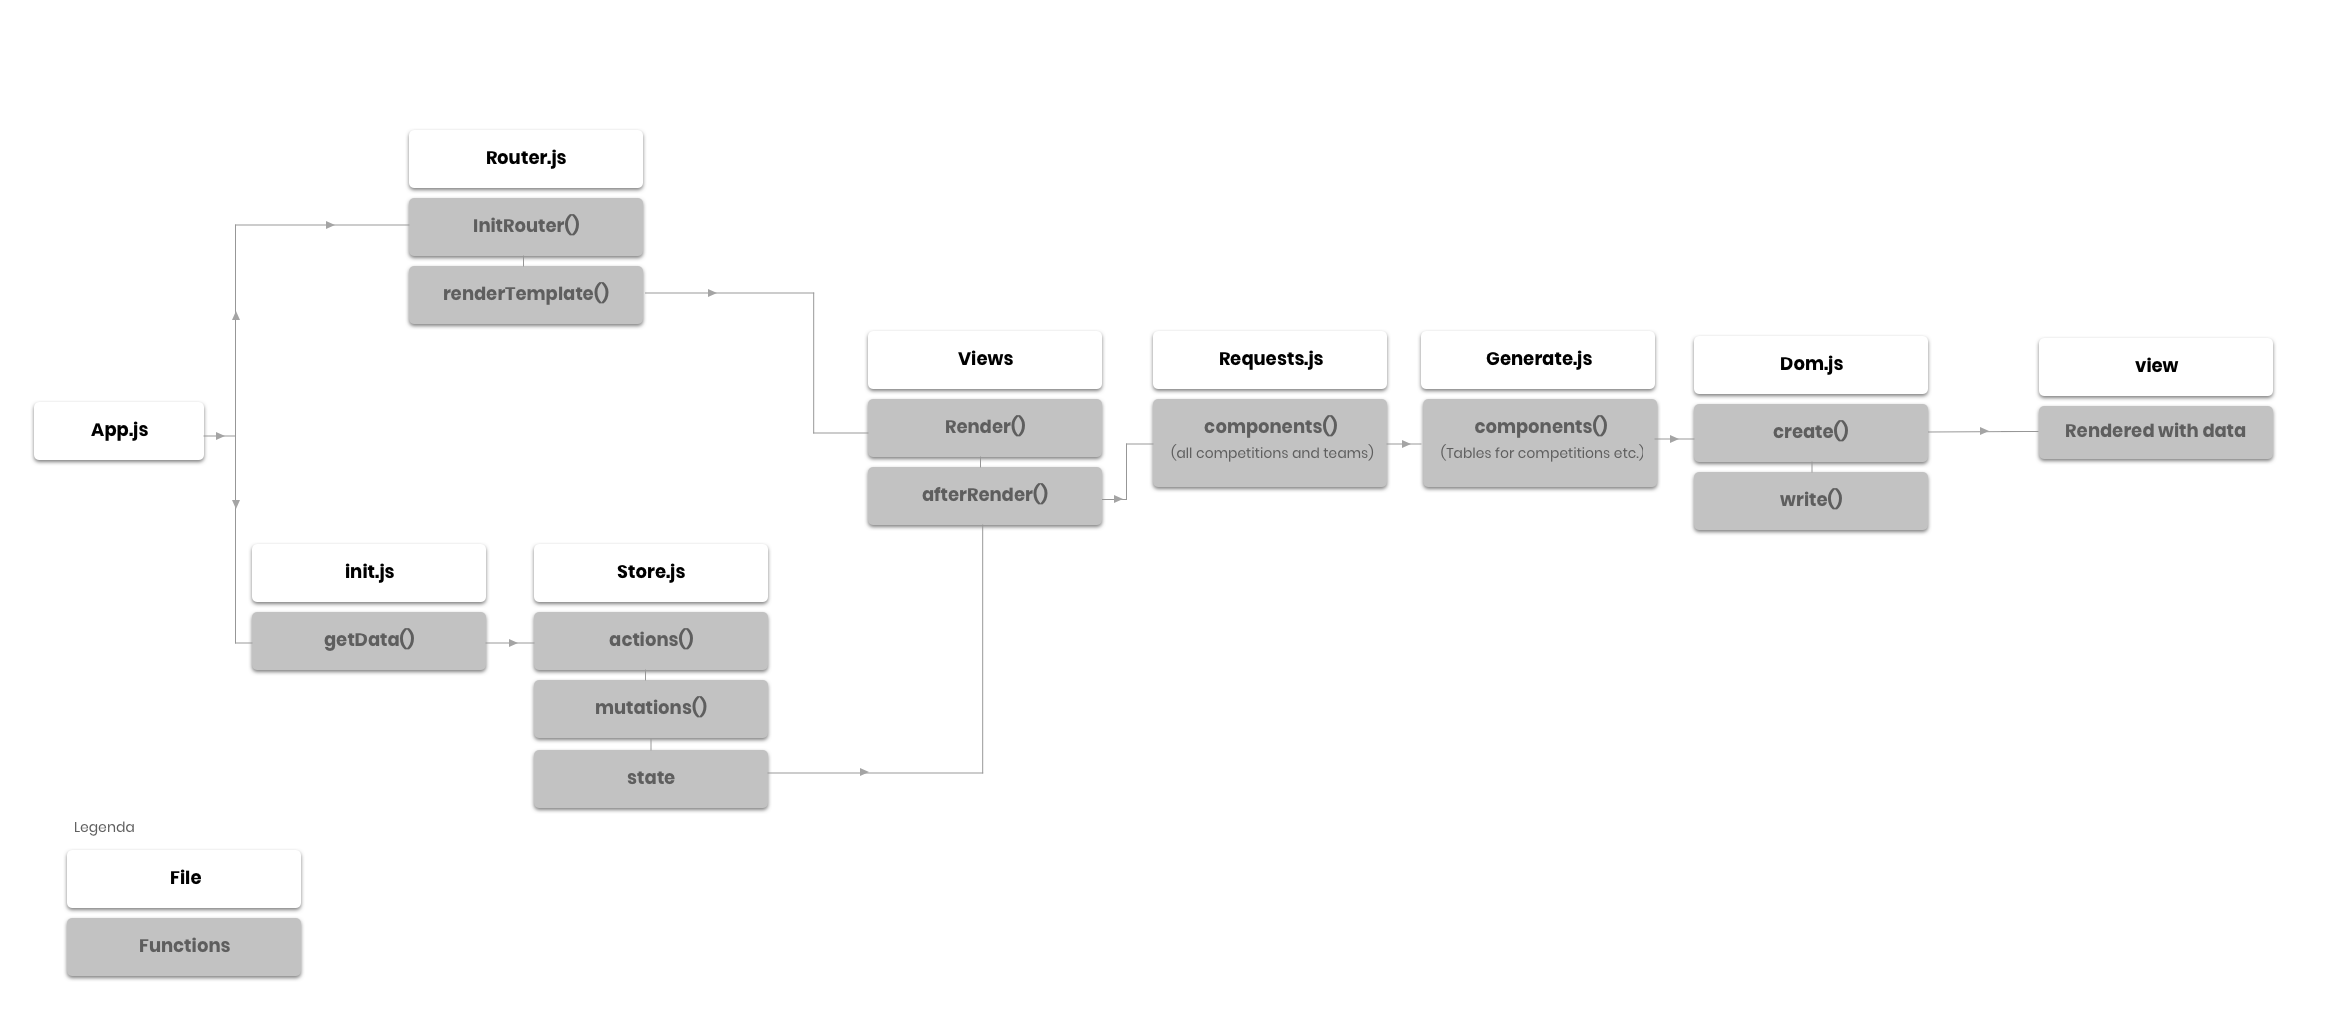 Router.js
InitRouter()
renderTemplate()
App.js
init.js
getData()
Store.js
actions()
mutations()
state
Views
Render()
afterRender()
Requests.js
components()
(all competitions and teams)
Generate.js
components()
(Tables for competitions etc.)
Dom.js
create()
write()
view
Rendered with data
Legenda
File
Functions